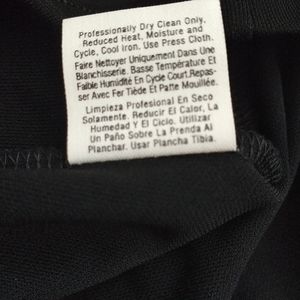 Professionally Dry Clean Only,
Reduced Heat, Moisture and
Cycle, Cool Iron, Use Press Cloth.
Faire Nettoyer Uniquement Dans Une
Blanchisserie. Basse Température Et
Faible Humidité En Cycle Court.Repas-
ser Avec Fer Tiède Et Patte Mouillée.
Limpieza Profesional En Seco
Solamente. Reducir El Calor, La
Humedad Y El Ciclo. Utilizar
Un Paño Sobre La Prenda Al
Planchar. Usar Plancha Tibia.